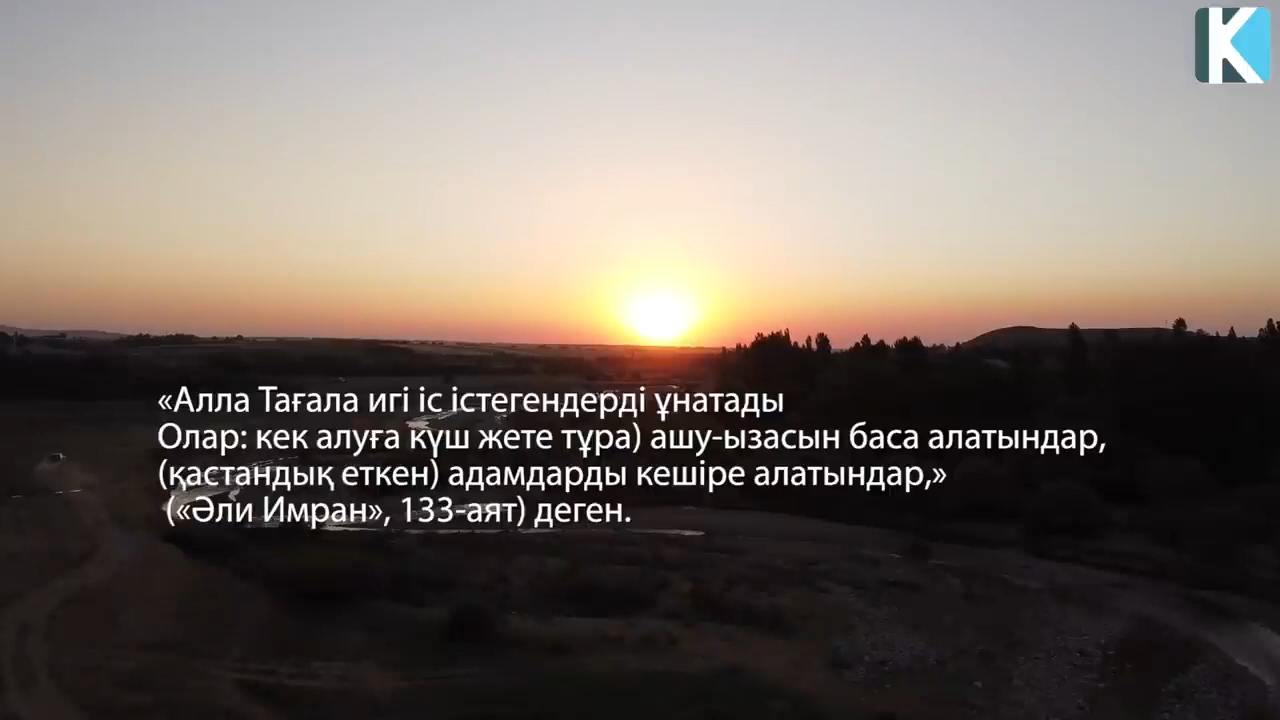 K
«Алла Тағала игі іс істегендерді ұнатады
Олар: кек алуға күш жете тұра) ашу-ызасын баса алатындар,
(қастандық еткен) адамдарды кешіре алатындар,»
(«Әли Имран», 133-аят) деген.